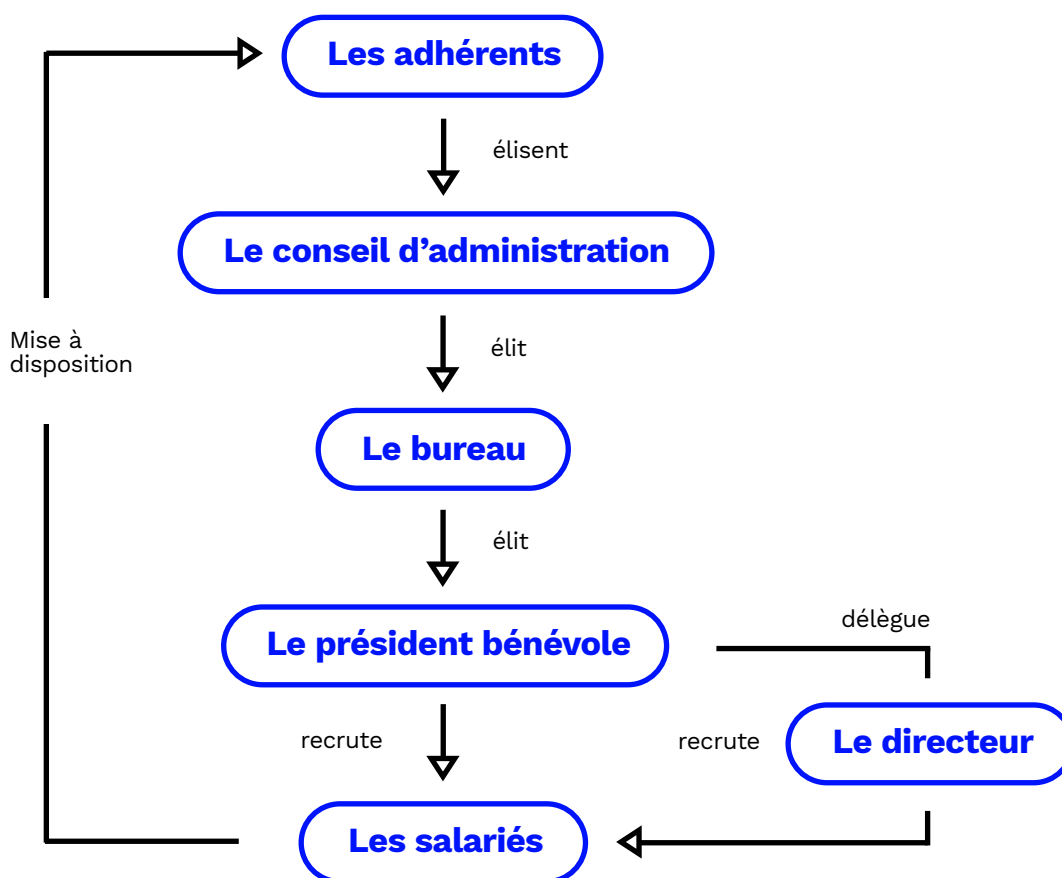 Les adhérents
élisent
Le conseil d’administration
Mise à
disposition
élit
Le bureau
élit
Le président bénévole
délègue
recrute
recrute
Le directeur
Les salariés